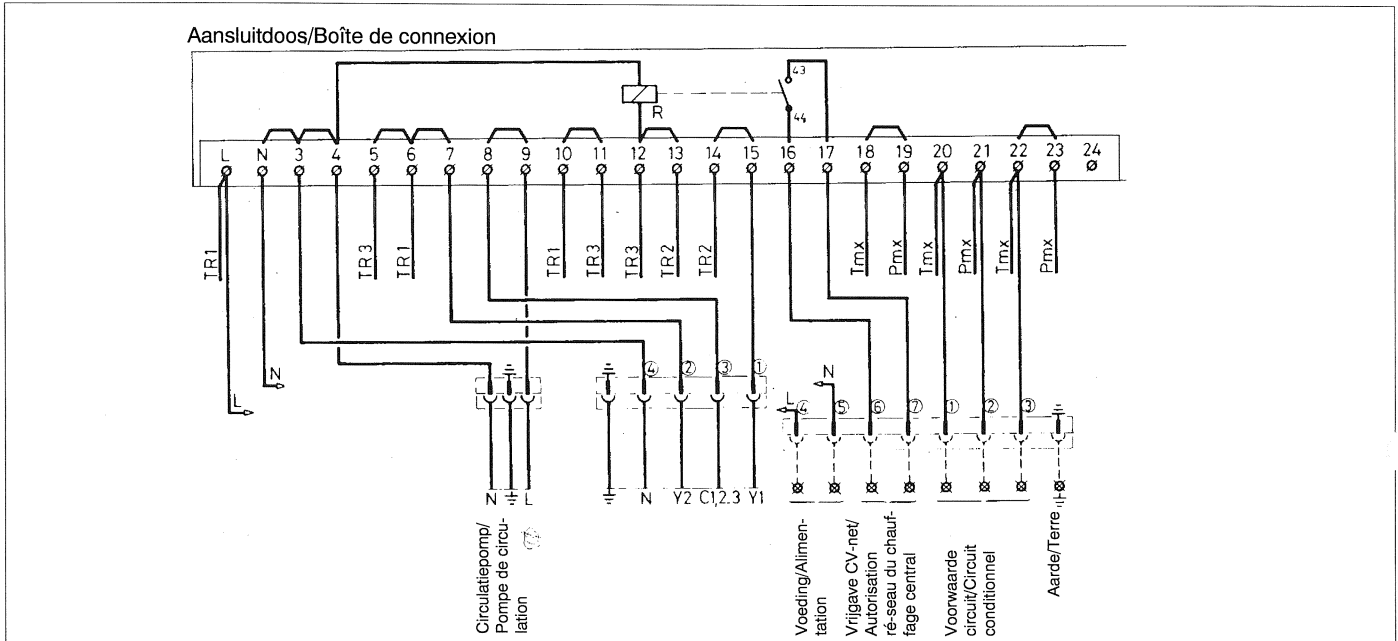 Aansluitdoos/Boîte de connexion
43
R
44
L N 3 4 5 6 7 8 9 10 11 12 13 14 15 16 17 18 19 20 21 22 23 24
TR1
TR3
TR1
TR1
TR3
TR3
TR2
TR2
Tmx
Pmx
Tmx
Pmx
Tmx
Pmx
④ ② ③ ①
N
L
N
L
④ ⑤ ⑥ ⑦ ① ② ③
N L
N Y2 C1,2.3 Y1
Circulatiepomp/
Pompe de circu-
lation
Voeding/Alimen-
tation
Vrijgave CV-net/
Autorisation
ré-seau du chauf-
fage central
Voorwaarde
circuit/Circuit
conditionnel
Aarde/Terre